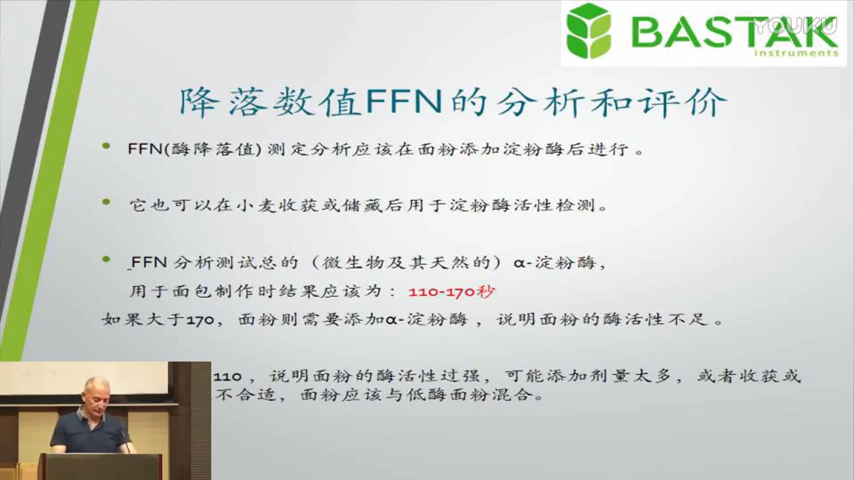 BASTAK
instruments
YOUKU
降落数值FFN的分析和评价
FFN(酶降落值) 测定分析应该在面粉添加淀粉酶后进行。
它也可以在小麦收获或储藏后用于淀粉酶活性检测。
FFN 分析测试总的（微生物及其天然的）α-淀粉酶，
用于面包制作时结果应该为：110-170秒
如果大于170，面粉则需要添加α-淀粉酶，说明面粉的酶活性不足。
110，说明面粉的酶活性过强，可能添加剂量太多，或者收获或
不合适，面粉应该与低酶面粉混合。